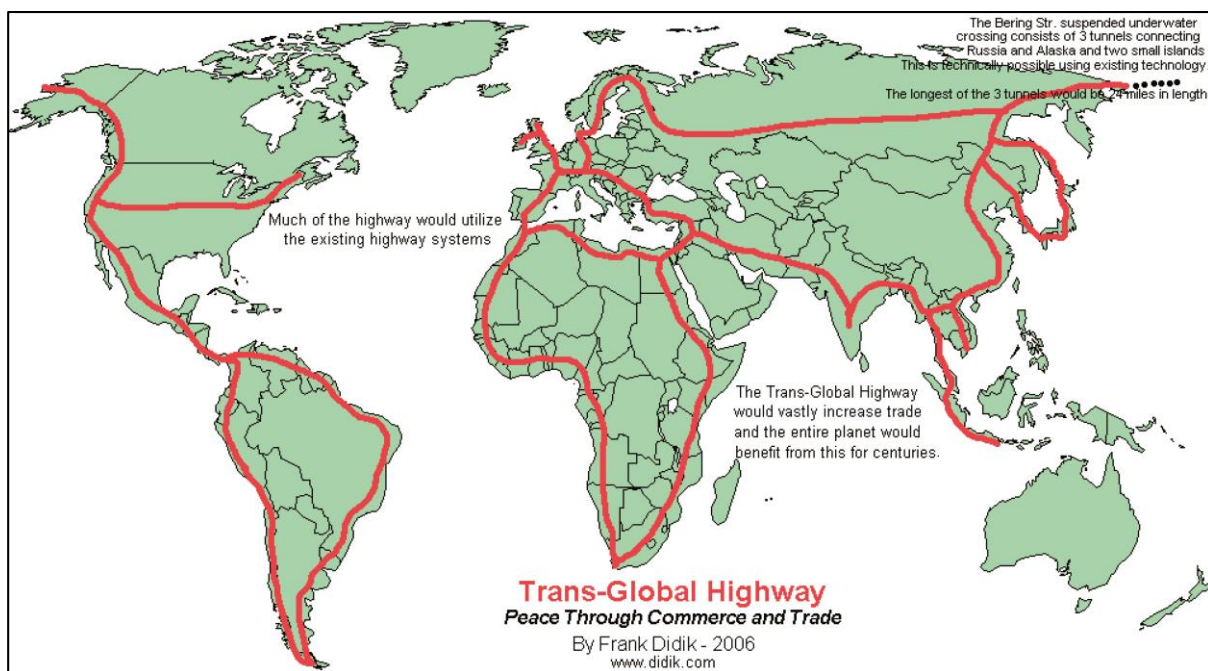 The Bering Str. suspended underwater
crossing consists of 3 tunnels connecting
Russia and Alaska and two small islands
This is technically possible using existing technology.
The longest of the 3 tunnels would be 24 miles in length
Much of the highway would utilize
the existing highway systems
The Trans-Global Highway
would vastly increase trade
and the entire planet would
benefit from this for centuries.
Trans-Global Highway
Peace Through Commerce and Trade
By Frank Didik - 2006
www.didik.com